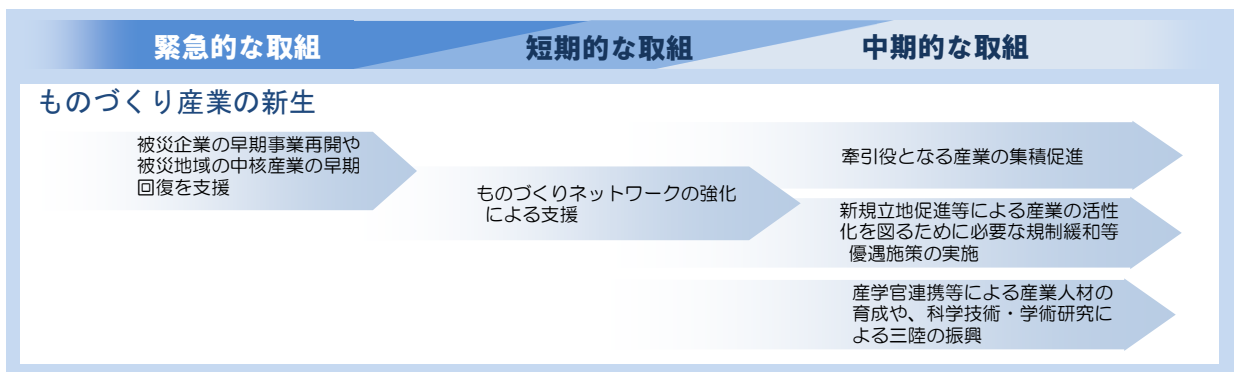 緊急的な取組
短期的な取組
中期的な取組
ものづくり産業の新生
被災企業の早期事業再開や
被災地域の中核産業の早期
回復を支援
ものづくりネットワークの強化
による支援
牽引役となる産業の集積促進
新規立地促進等による産業の活性
化を図るために必要な規制緩和等
優遇施策の実施
産学官連携等による産業人材の
育成や、科学技術・学術研究に
よる三陸の振興